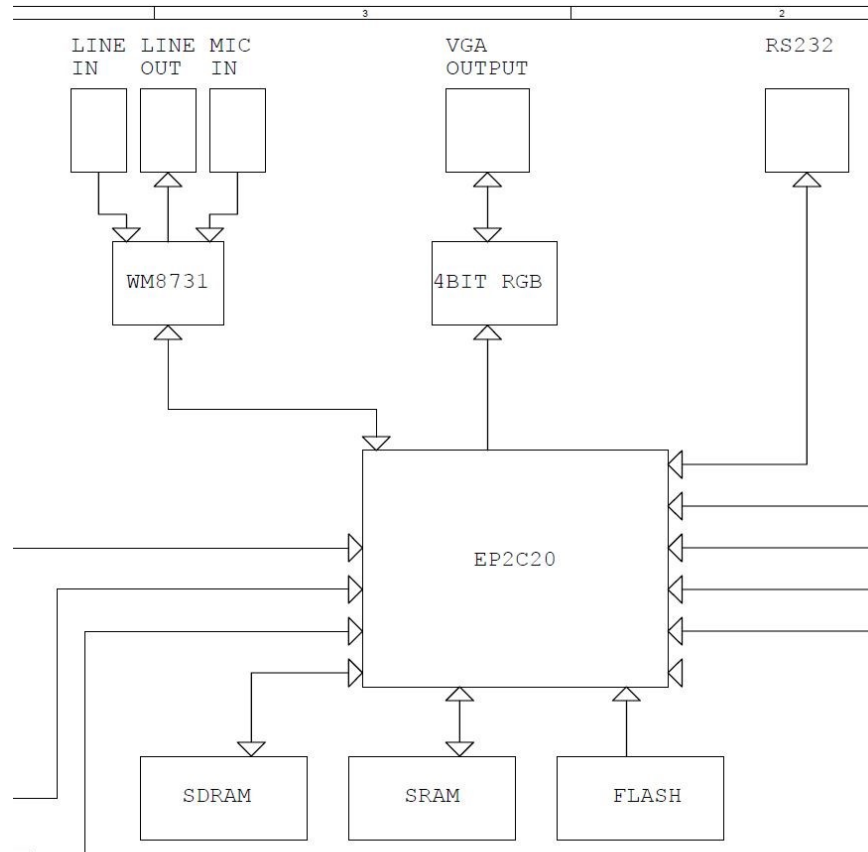 3 2
LINE LINE MIC VGA RS232
IN OUT IN OUTPUT
WM8731 4BIT RGB
EP2C20
SDRAM SRAM FLASH